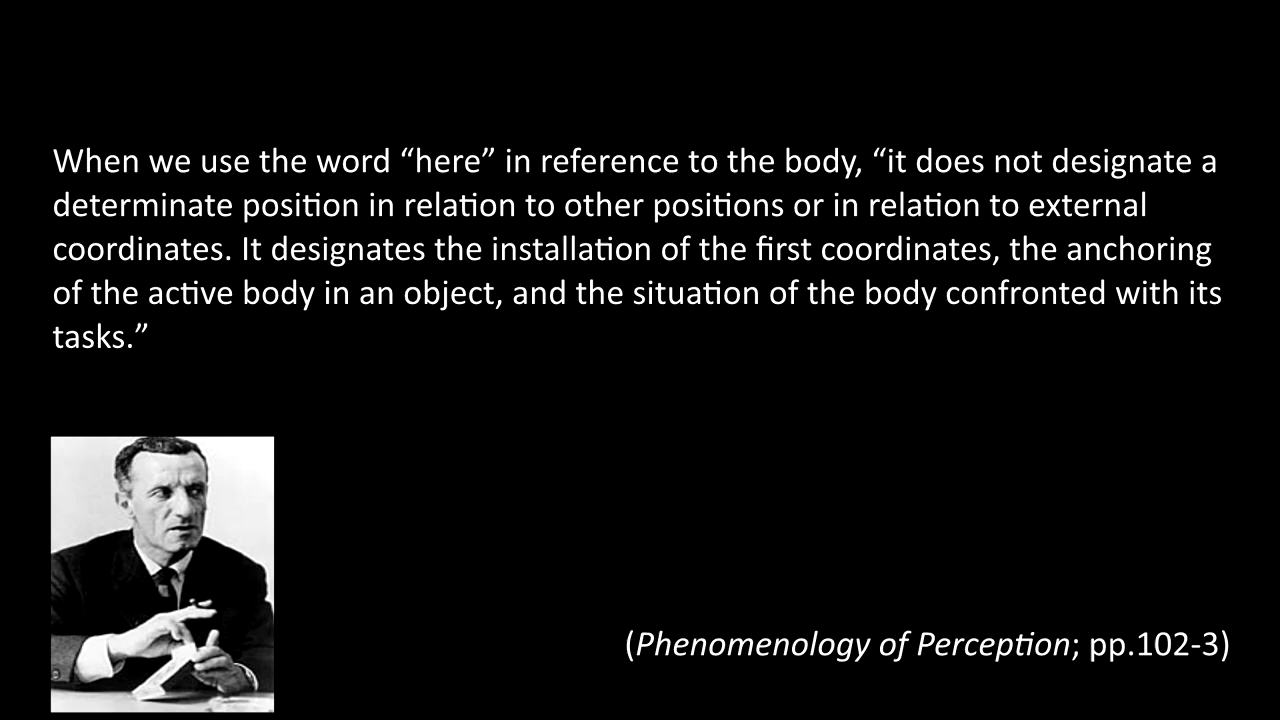 When we use the word “here” in reference to the body, “it does not designate a
determinate position in relation to other positions or in relation to external
coordinates. It designates the installation of the first coordinates, the anchoring
of the active body in an object, and the situation of the body confronted with its
tasks.”
(Phenomenology of Perception; pp.102-3)